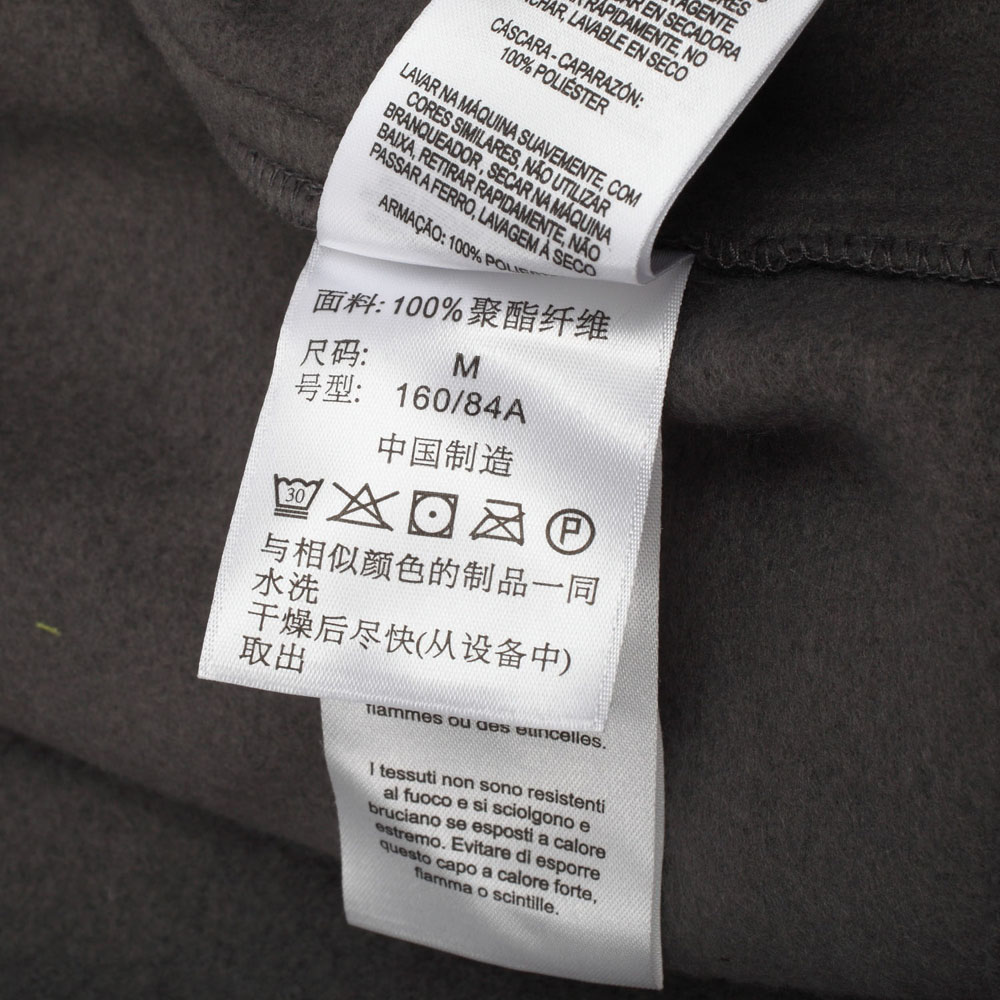 AGENTE
AR EN SECADORA
RÁPIDAMENTE, NO
CHAR, LAVABLE EN SECO
CÁSCARA - CAPARAZÓN:
100% POLIÉSTER
LAVAR NA MÁQUINA SUAVEMENTE, COM
CORES SIMILARES, NÃO UTILIZAR
BRANQUEADOR, SECAR NA MÁQUINA
BAIXA, RETIRAR RAPIDAMENTE, NÃO
PASSAR A FERRO, LAVAGEM À SECO
ARMAÇÃO: 100%
面料: 100% 聚酯纤维
尺码: M
号型: 160/84A
中国制造
30 P
与相似颜色的制品一同
水洗
干燥后尽快(从设备中)
取出
flammes ou des étincelles.
I tessuti non sono resistenti
al fuoco e si sciolgono e
bruciano se esposti a calore
estremo. Evitare di esporre
questo capo a calore forte,
fiamma o scintille.